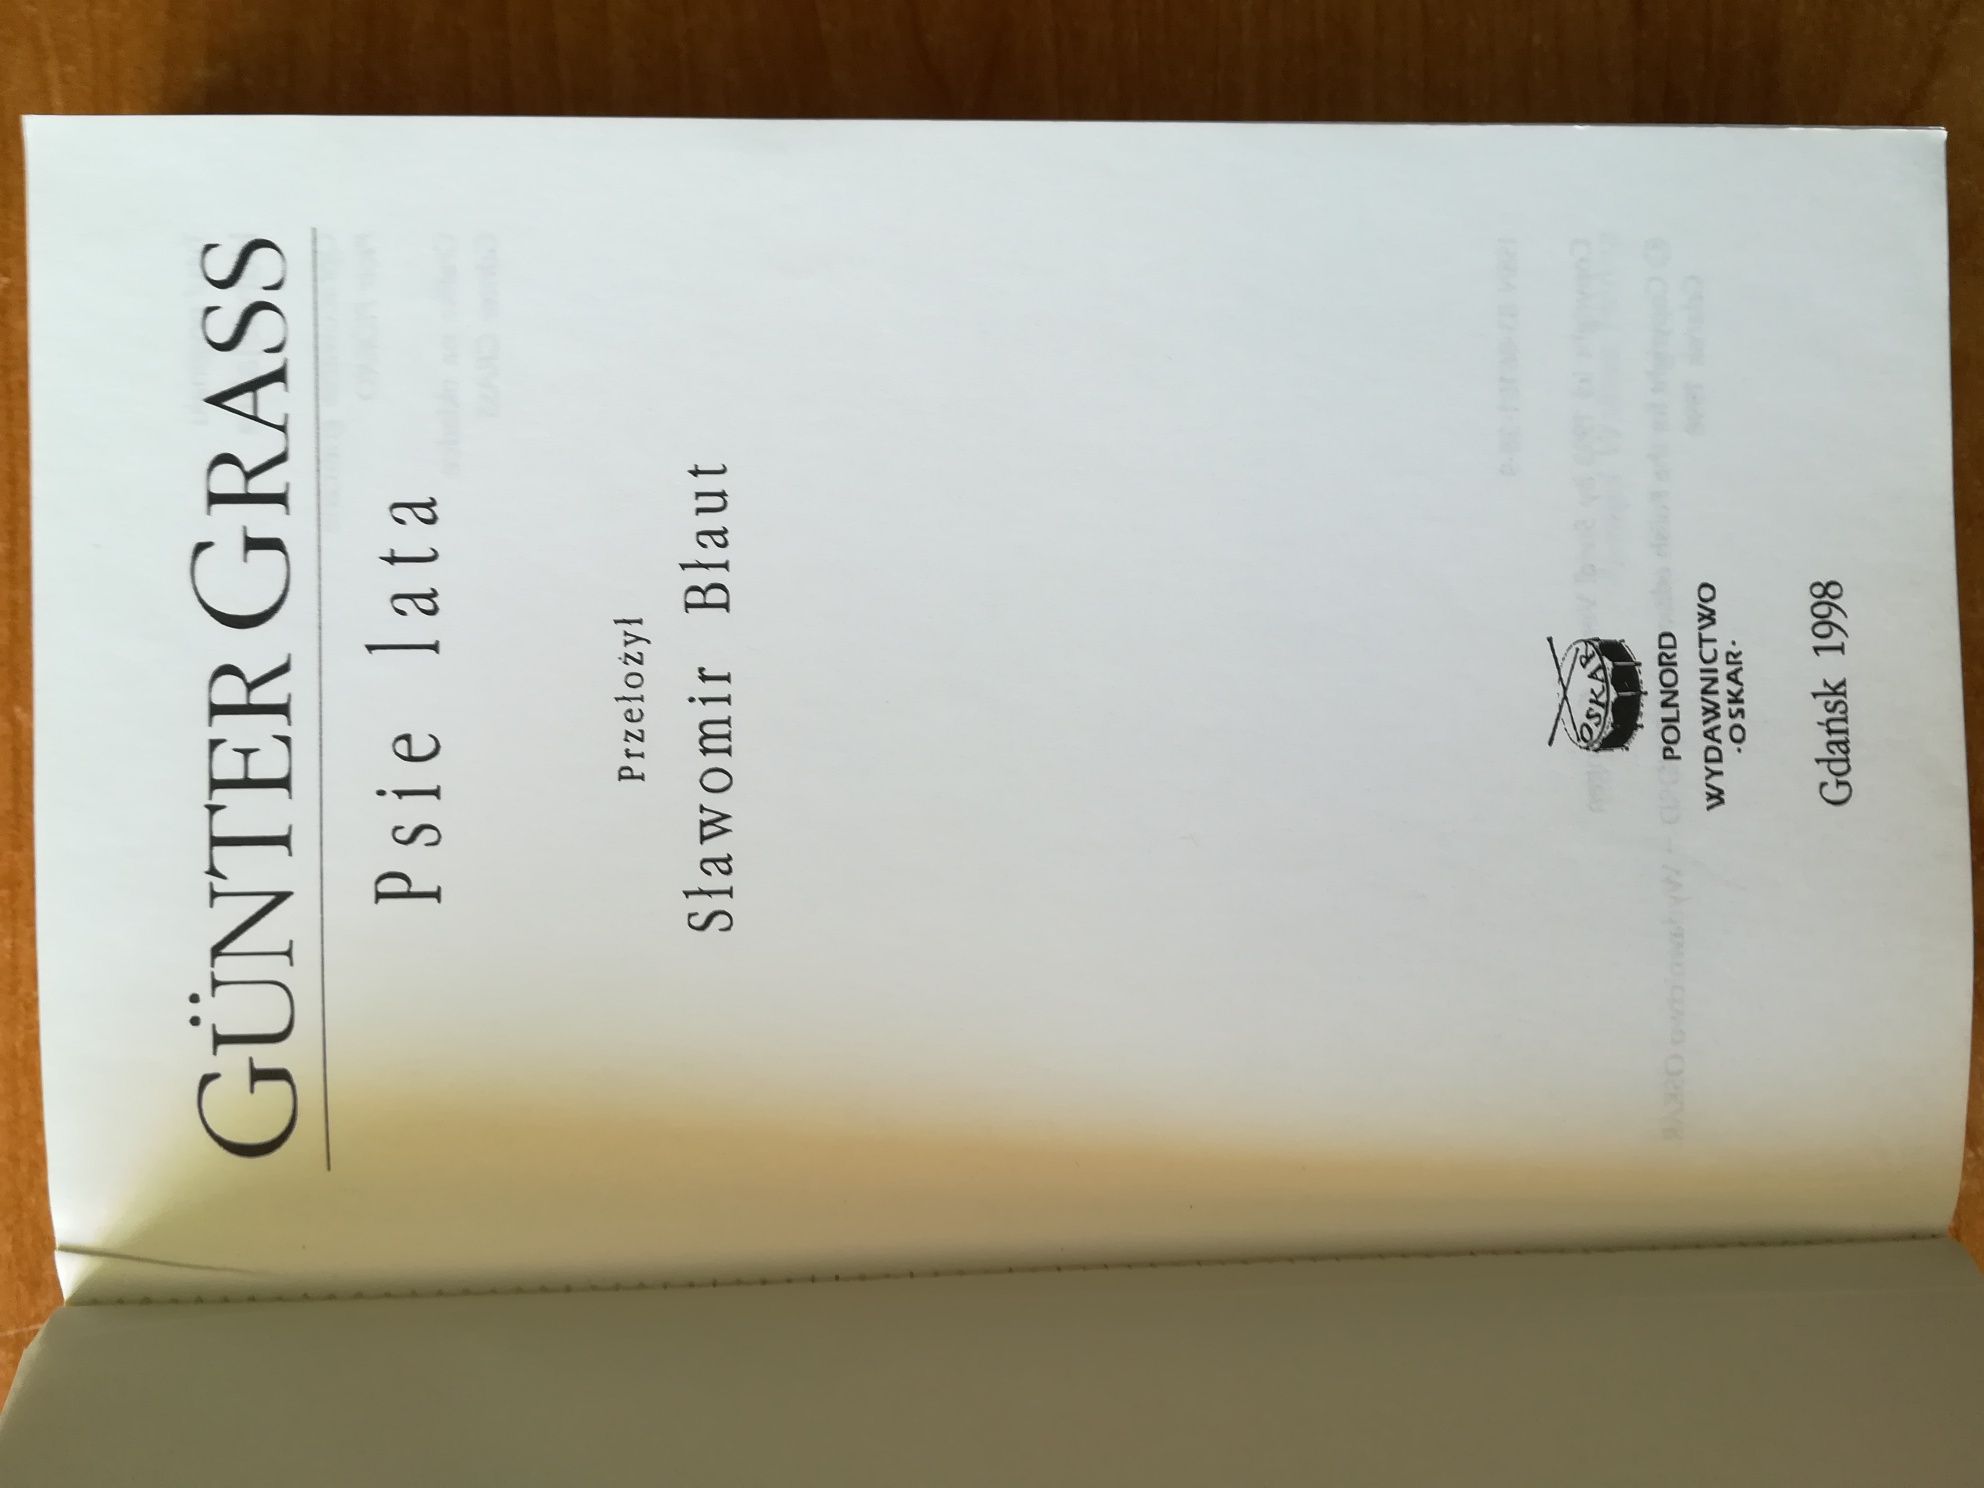 GÜNTER GRASS
Psie lata
Przełożył
Sławomir Błaut
OSKAR
POLNORD
WYDAWNICTWO
·OSKAR·
Gdańsk 1998